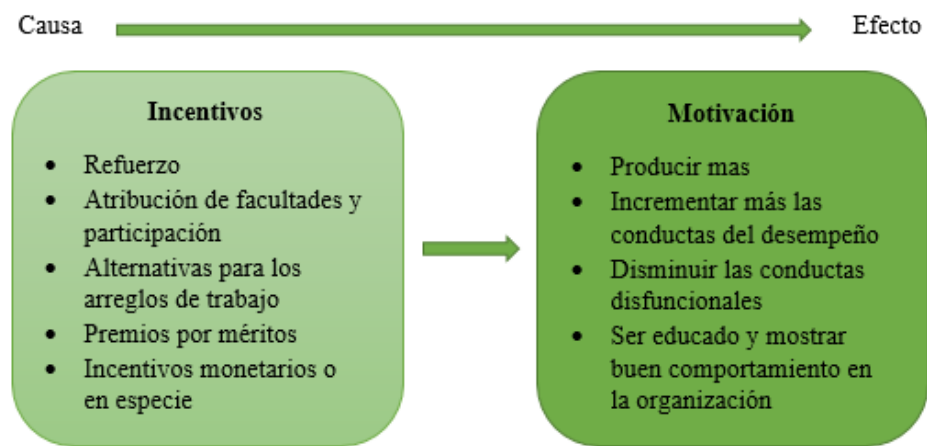 Causa
Efecto
Incentivos
• Refuerzo
• Atribución de facultades y
participación
• Alternativas para los
arreglos de trabajo
• Premios por méritos
• Incentivos monetarios o
en especie
Motivación
• Producir mas
• Incrementar más las
conductas del desempeño
• Disminuir las conductas
disfuncionales
• Ser educado y mostrar
buen comportamiento en
la organización